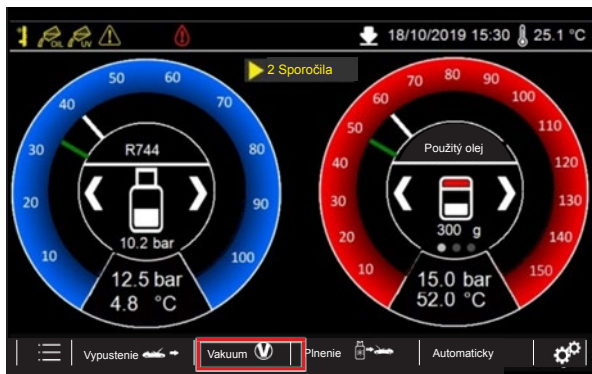 OIL UV 18/10/2019 15:30 25.1 °C
2 Sporočila
10 20 30 40 50 60 70 80 90 100
R744
10.2 bar
12.5 bar
4.8 °C
10 20 30 40 50 60 70 80 90 100 110 120 130 140 150
Použitý olej
300 g
15.0 bar
52.0 °C
Vypustenie Vakuum V Plnenie Automaticky